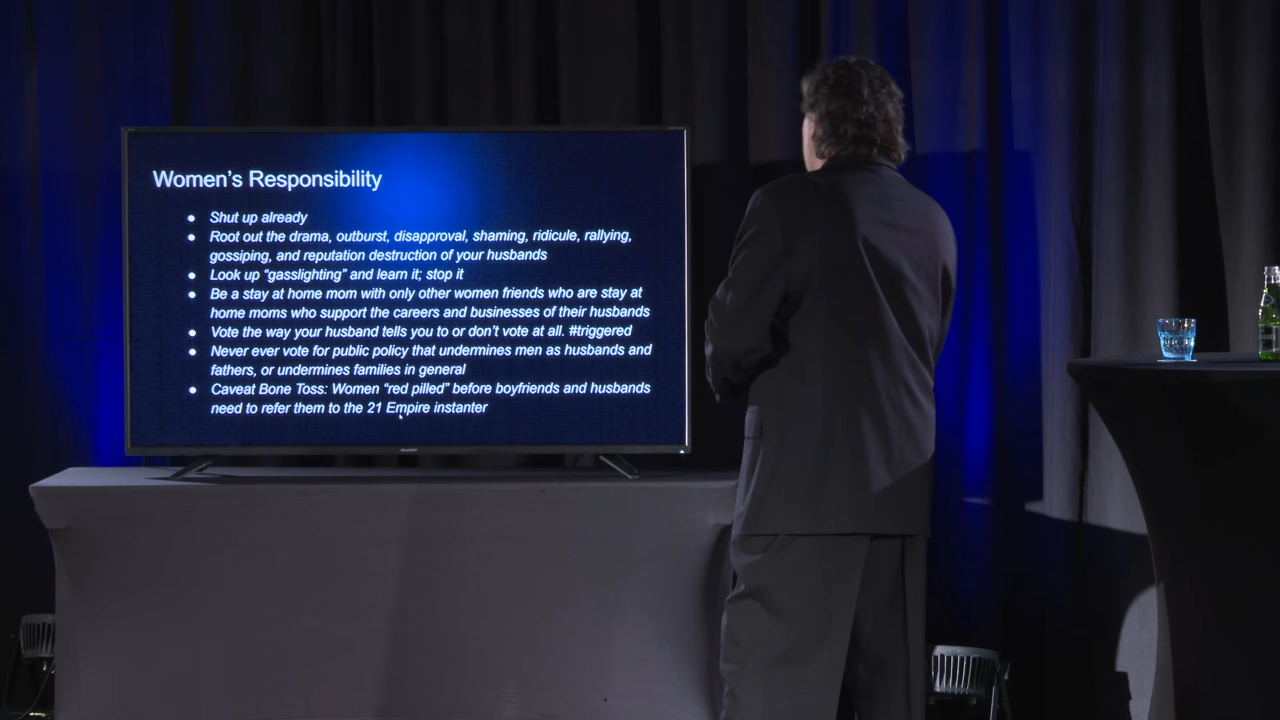 Women's Responsibility
● Shut up already
● Root out the drama, outburst, disapproval, shaming, ridicule, rallying,
gossiping, and reputation destruction of your husbands
● Look up “gasslighting” and learn it; stop it
● Be a stay at home mom with only other women friends who are stay at
home moms who support the careers and businesses of their husbands
● Vote the way your husband tells you to or don't vote at all. #triggered
● Never ever vote for public policy that undermines men as husbands and
fathers, or undermines families in general
● Caveat Bone Toss: Women “red pilled” before boyfriends and husbands
need to refer them to the 21 Empire instanter
SHARP